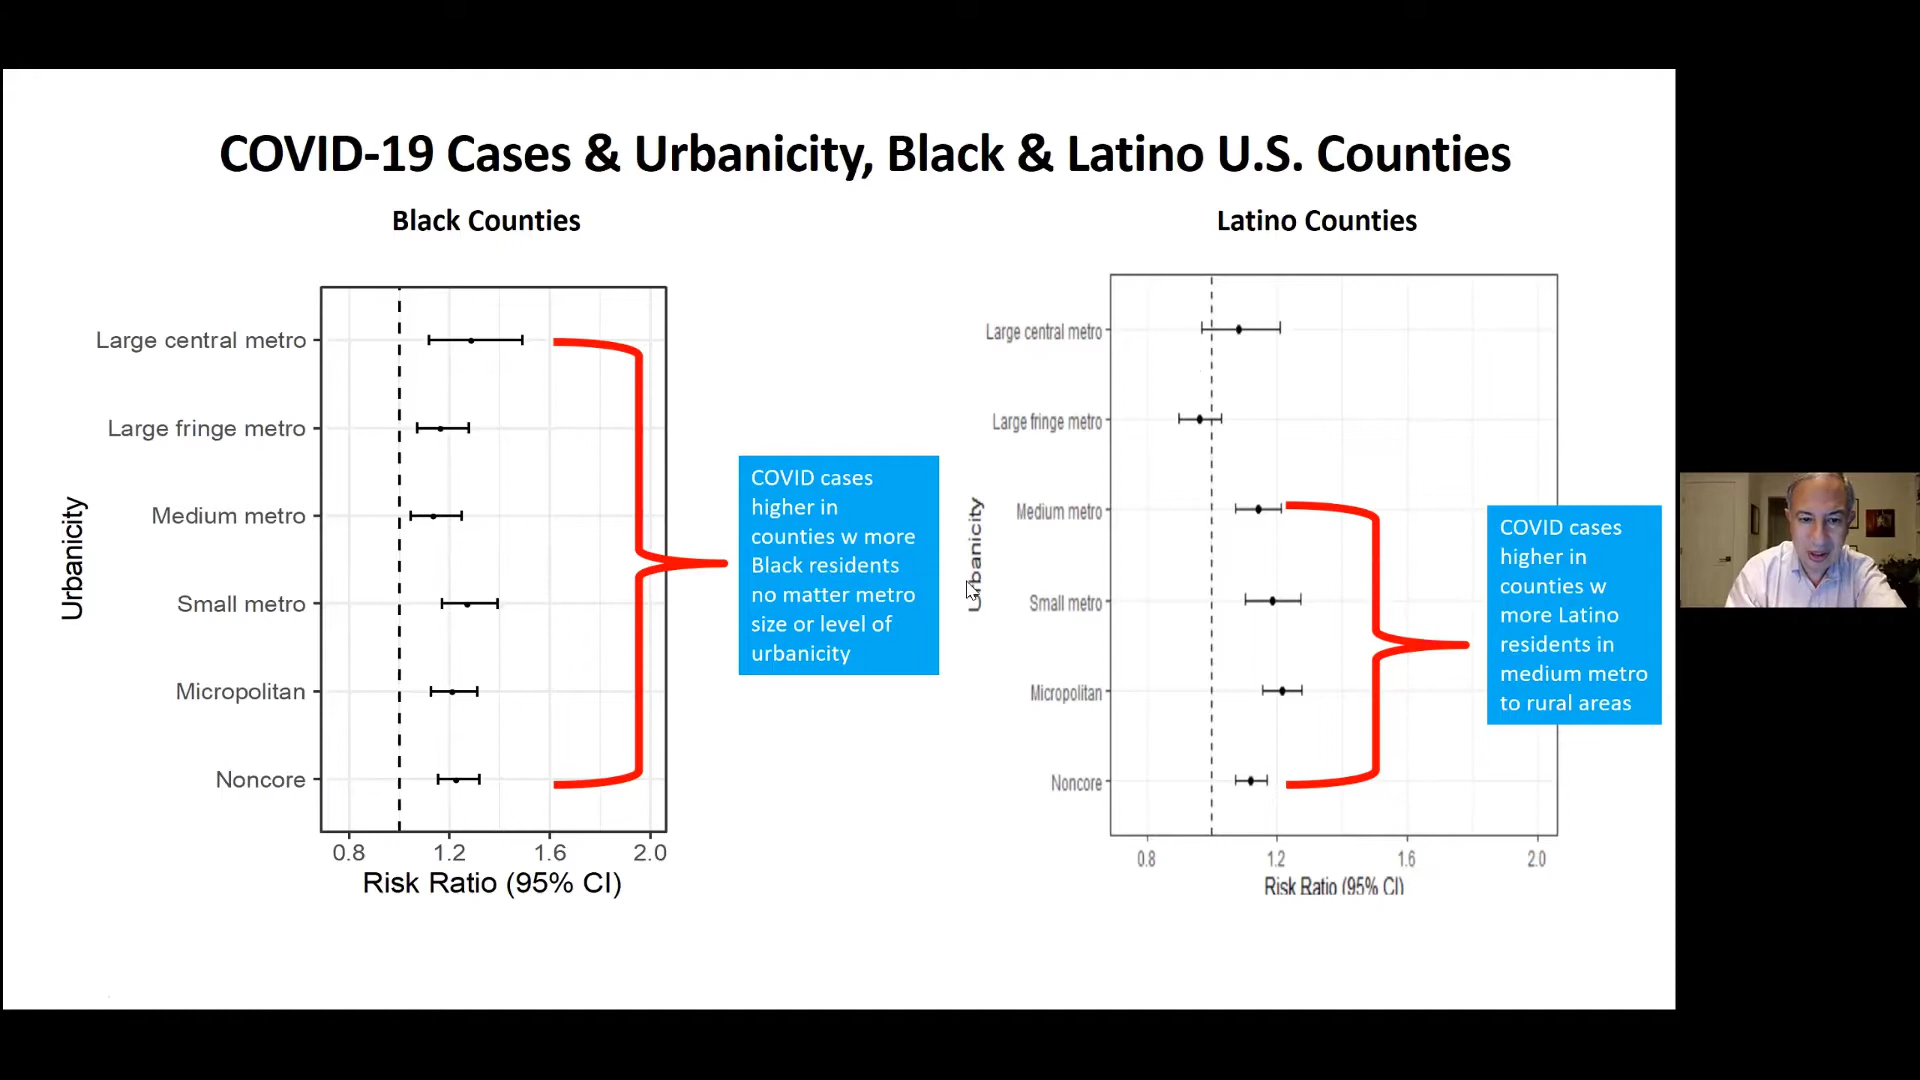 COVID-19 Cases & Urbanicity, Black & Latino U.S. Counties
Black Counties
Urbanicity
Large central metro
Large fringe metro
Medium metro
Small metro
Micropolitan
Noncore
0.8 1.2 1.6 2.0
Risk Ratio (95% CI)
COVID cases
higher in
counties w more
Black residents
no matter metro
size or level of
urbanicity
Latino Counties
Urbanicity
Large central metro
Large fringe metro
Medium metro
Small metro
Micropolitan
Noncore
0.8 1.2 1.6 2.0
Risk Ratio (95% CI)
COVID cases
higher in
counties w
more Latino
residents in
medium metro
to rural areas